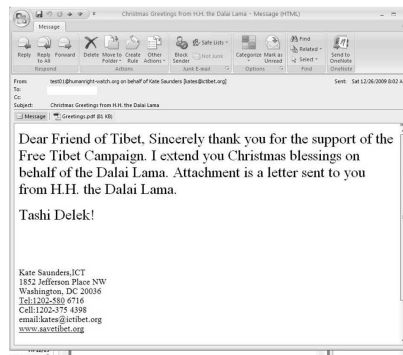 Christmas Greetings from H.H. the Dalai Lama - Message (HTML)
Message
Reply Reply to All Forward Delete Move to Folder Create Rule Other Actions Block Sender Safe Lists Not Junk Categorize Mark as Unread Find Related Select Send to OneNote
Respond Actions Junk E-mail Options Find OneNote
From: test01@humanright-watch.org on behalf of Kate Saunders [kates@ictibet.org] Sent: Sat 12/26/2009 8:02 A
To:
Cc:
Subject: Christmas Greetings from H.H. the Dalai Lama
Message Greetings.pdf (81 KB)
Dear Friend of Tibet, Sincerely thank you for the support of the
Free Tibet Campaign. I extend you Christmas blessings on
behalf of the Dalai Lama. Attachment is a letter sent to you
from H.H. the Dalai Lama.
Tashi Delek!
Kate Saunders,ICT
1852 Jefferson Place NW
Washington, DC 20036
Tel:1202-580 6716
Cell:1202-375 4398
email:kates@ictibet.org
www.savetibet.org